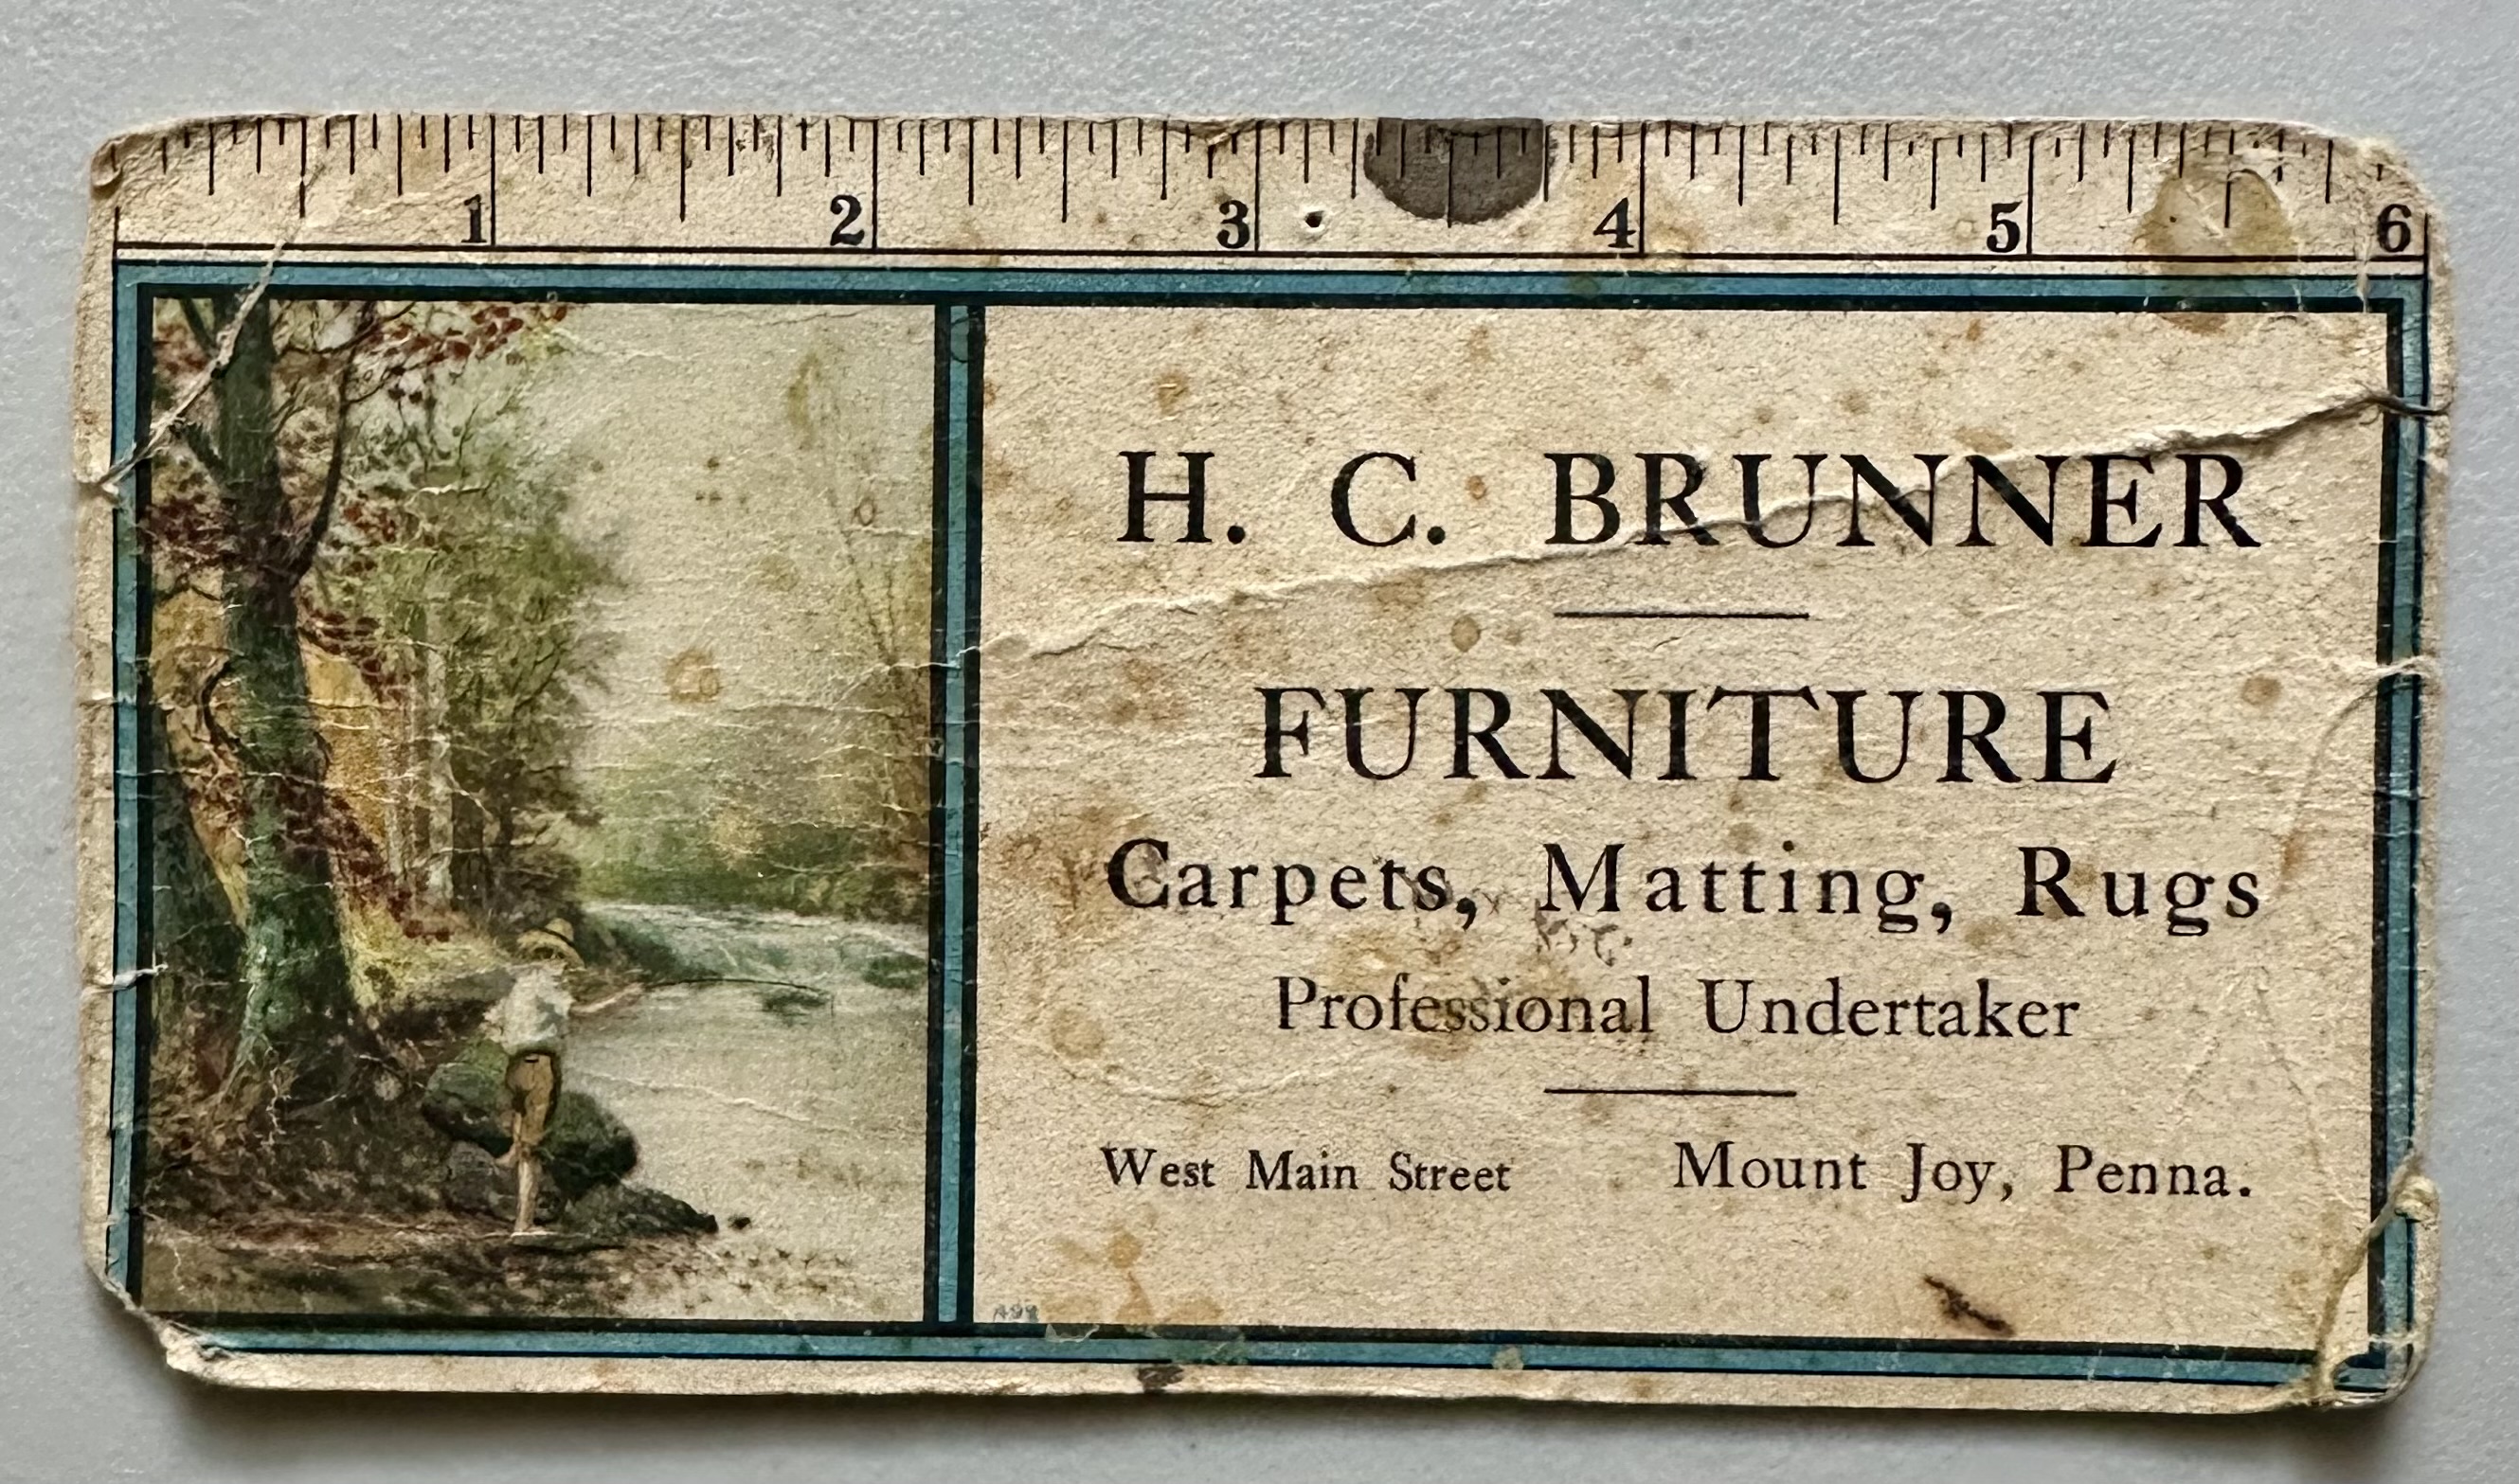 1 2 3 4 5 6
H. C. BRUNNER
FURNITURE
Carpets, Matting, Rugs
Professional Undertaker
West Main Street Mount Joy, Penna.